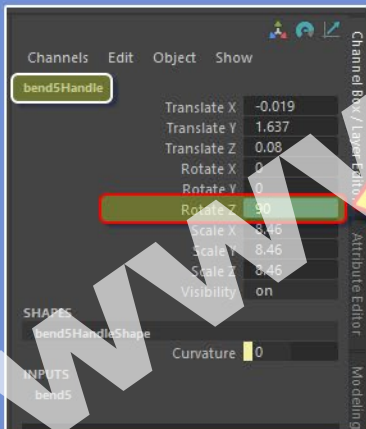 Channels Edit Object Show
bend5Handle
Translate X -0.019
Translate Y 1.637
Translate Z 0.08
Rotate X 0
Rotate Y 0
Rotate Z 90
Scale X 8.46
Scale Y 8.46
Scale Z 8.46
Visibility on
SHAPES
bend5HandleShape
Curvature 0
INPUTS
bend5
Channel Box / Layer Edito
Attribute Editor
Modeling